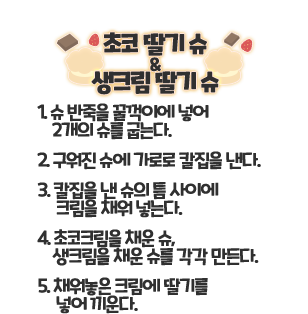 초코 딸기 슈
&
생크림 딸기 슈
1. 슈 반죽을 꿀꺽이에 넣어
2개의 슈를 굽는다.
2. 구워진 슈에 가로로 칼집을 낸다.
3. 칼집을 낸 슈의 틈 사이에
크림을 채워 넣는다.
4. 초코크림을 채운 슈,
생크림을 채운 슈를 각각 만든다.
5. 채워놓은 크림에 딸기를
넣어 끼운다.